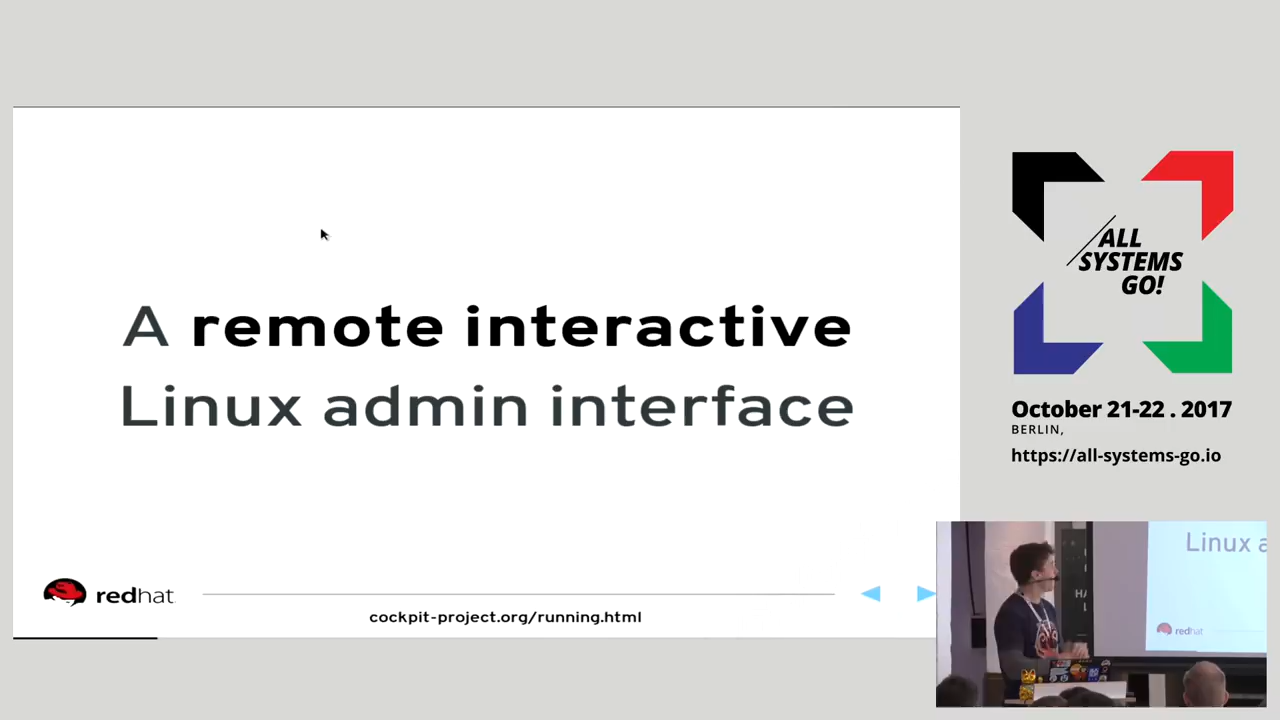 A remote interactive
Linux admin interface
redhat.
cockpit-project.org/running.html
ALL
SYSTEMS
GO!
October 21-22 . 2017
BERLIN,
https://all-systems-go.io
Linux a
redhat